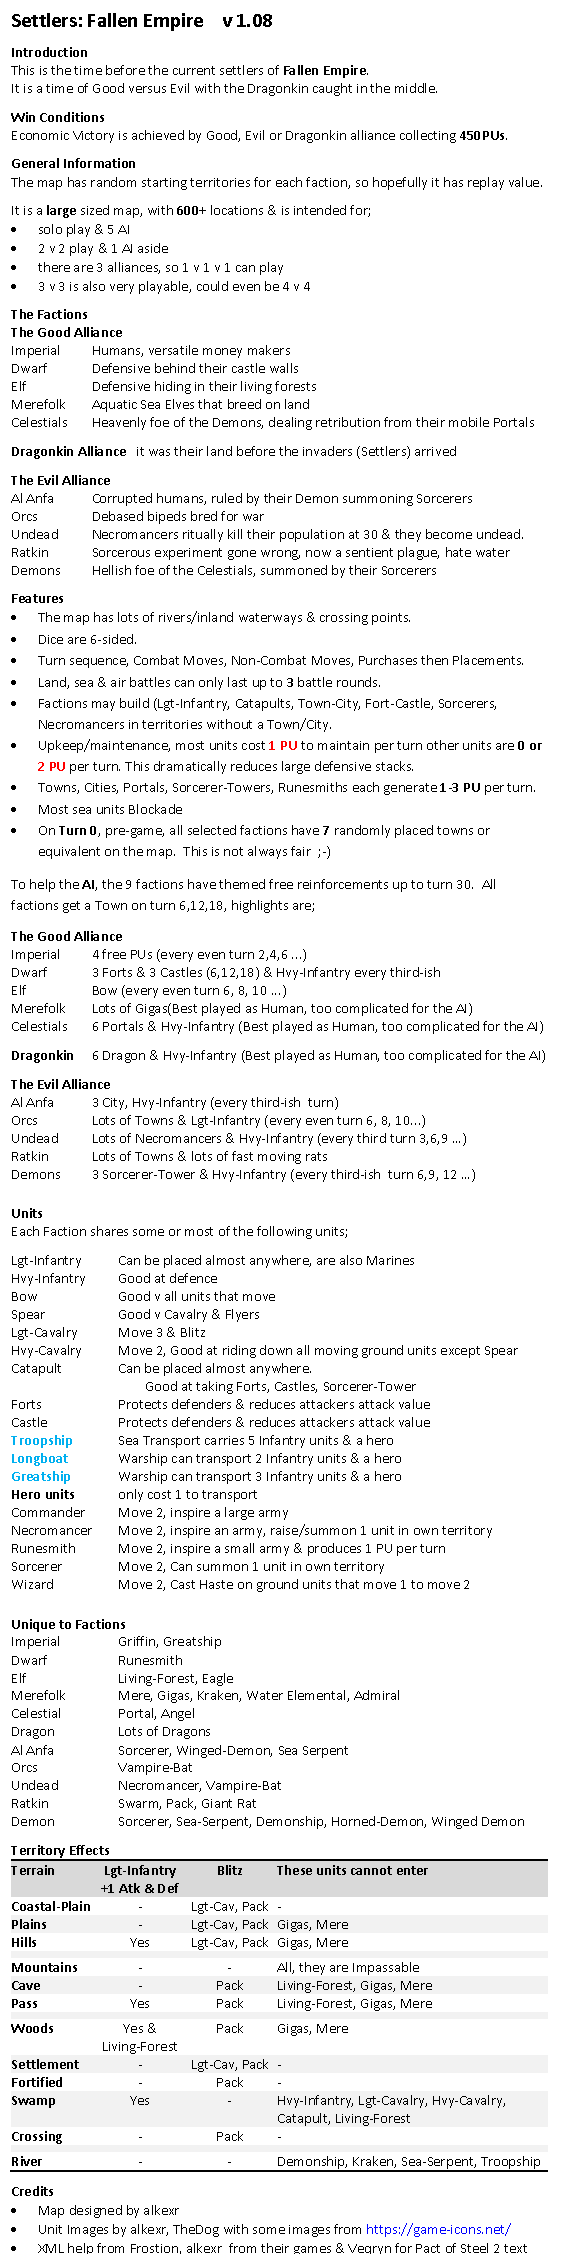 Settlers: Fallen Empire v 1.08
Introduction
This is the time before the current settlers of Fallen Empire.
It is a time of Good versus Evil with the Dragonkin caught in the middle.
Win Conditions
Economic Victory is achieved by Good, Evil or Dragonkin alliance collecting 450 PUs.
General Information
The map has random starting territories for each faction, so hopefully it has replay value.
It is a large sized map, with 600+ locations & is intended for;
• solo play & 5 AI
• 2 v 2 play & 1 AI aside
• there are 3 alliances, so 1 v 1 v 1 can play
• 3 v 3 is also very playable, could even be 4 v 4
The Factions
The Good Alliance
Imperial Humans, versatile money makers
Dwarf Defensive behind their castle walls
Elf Defensive hiding in their living forests
Merefolk Aquatic Sea Elves that breed on land
Celestials Heavenly foe of the Demons, dealing retribution from their mobile Portals
Dragonkin Alliance it was their land before the invaders (Settlers) arrived
The Evil Alliance
Al Anfa Corrupted humans, ruled by their Demon summoning Sorcerers
Orcs Debased bipeds bred for war
Undead Necromancers ritually kill their population at 30 & they become undead.
Ratkin Sorcerous experiment gone wrong, now a sentient plague, hate water
Demons Hellish foe of the Celestials, summoned by their Sorcerers
Features
• The map has lots of rivers/inland waterways & crossing points.
• Dice are 6-sided.
• Turn sequence, Combat Moves, Non-Combat Moves, Purchases then Placements.
• Land, sea & air battles can only last up to 3 battle rounds.
• Factions may build (Lgt-Infantry, Catapults, Town-City, Fort-Castle, Sorcerers,
Necromancers in territories without a Town/City.
• Upkeep/maintenance, most units cost 1 PU to maintain per turn other units are 0 or
2 PU per turn. This dramatically reduces large defensive stacks.
• Towns, Cities, Portals, Sorcerer-Towers, Runesmiths each generate 1-3 PU per turn.
• Most sea units Blockade
• On Turn 0, pre-game, all selected factions have 7 randomly placed towns or
equivalent on the map. This is not always fair ;-)
To help the AI, the 9 factions have themed free reinforcements up to turn 30. All
factions get a Town on turn 6,12,18, highlights are;
The Good Alliance
Imperial 4 free PUs (every even turn 2,4,6 ...)
Dwarf 3 Forts & 3 Castles (6,12,18) & Hvy-Infantry every third-ish
Elf Bow (every even turn 6, 8, 10 ...)
Merefolk Lots of Gigas(Best played as Human, too complicated for the AI)
Celestials 6 Portals & Hvy-Infantry (Best played as Human, too complicated for the AI)
Dragonkin 6 Dragon & Hvy-Infantry (Best played as Human, too complicated for the AI)
The Evil Alliance
Al Anfa 3 City, Hvy-Infantry (every third-ish turn)
Orcs Lots of Towns & Lgt-Infantry (every even turn 6, 8, 10...)
Undead Lots of Necromancers & Hvy-Infantry (every third turn 3,6,9 ...)
Ratkin Lots of Towns & lots of fast moving rats
Demons 3 Sorcerer-Tower & Hvy-Infantry (every third-ish turn 6,9, 12 ...)
Units
Each Faction shares some or most of the following units;
Lgt-Infantry Can be placed almost anywhere, are also Marines
Hvy-Infantry Good at defence
Bow Good v all units that move
Spear Good v Cavalry & Flyers
Lgt-Cavalry Move 3 & Blitz
Hvy-Cavalry Move 2, Good at riding down all moving ground units except Spear
Catapult Can be placed almost anywhere.
Good at taking Forts, Castles, Sorcerer-Tower
Forts Protects defenders & reduces attackers attack value
Castle Protects defenders & reduces attackers attack value
Troopship Sea Transport carries 5 Infantry units & a hero
Longboat Warship can transport 2 Infantry units & a hero
Greatship Warship can transport 3 Infantry units & a hero
Hero units only cost 1 to transport
Commander Move 2, inspire a large army
Necromancer Move 2, inspire an army, raise/summon 1 unit in own territory
Runesmith Move 2, inspire a small army & produces 1 PU per turn
Sorcerer Move 2, Can summon 1 unit in own territory
Wizard Move 2, Cast Haste on ground units that move 1 to move 2
Unique to Factions
Imperial Griffin, Greatship
Dwarf Runesmith
Elf Living-Forest, Eagle
Merefolk Mere, Gigas, Kraken, Water Elemental, Admiral
Celestial Portal, Angel
Dragon Lots of Dragons
Al Anfa Sorcerer, Winged-Demon, Sea Serpent
Orcs Vampire-Bat
Undead Necromancer, Vampire-Bat
Ratkin Swarm, Pack, Giant Rat
Demon Sorcerer, Sea-Serpent, Demonship, Horned-Demon, Winged Demon
Territory Effects
Terrain Lgt-Infantry Blitz These units cannot enter
+1 Atk & Def
Coastal-Plain - Lgt-Cav, Pack -
Plains - Lgt-Cav, Pack Gigas, Mere
Hills Yes Lgt-Cav, Pack Gigas, Mere
Mountains - - All, they are Impassable
Cave - Pack Living-Forest, Gigas, Mere
Pass Yes Pack Living-Forest, Gigas, Mere
Woods Yes & Pack Gigas, Mere
Living-Forest
Settlement - Lgt-Cav, Pack -
Fortified - Pack -
Swamp Yes - Hvy-Infantry, Lgt-Cavalry, Hvy-Cavalry,
Catapult, Living-Forest
Crossing - Pack -
River - - Demonship, Kraken, Sea-Serpent, Troopship
Credits
• Map designed by alkexr
• Unit Images by alkexr, TheDog with some images from https://game-icons.net/
• XML help from Frostion, alkexr from their games & Vegryn for Pact of Steel 2 text